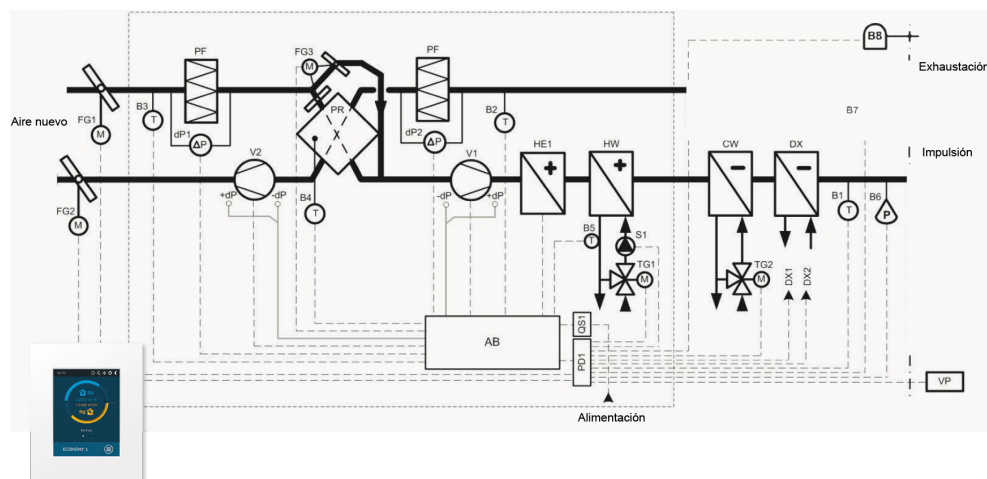 B8
Exhaustación
PF
FG3
M
PF
B7
B3
T
PR
B2
T
Aire nuevo
FG1
M
dP1
ΔP
dP2
ΔP
V2
V1
HE1
HW
CW
DX
Impulsión
+dP
-dP
B4
T
-dP
+dP
B1
T
B6
P
FG2
M
B5
T
S1
TG1
M
TG2
M
DX1
DX2
AB
QS1
PD1
VP
Alimentación
ECONOMY 1